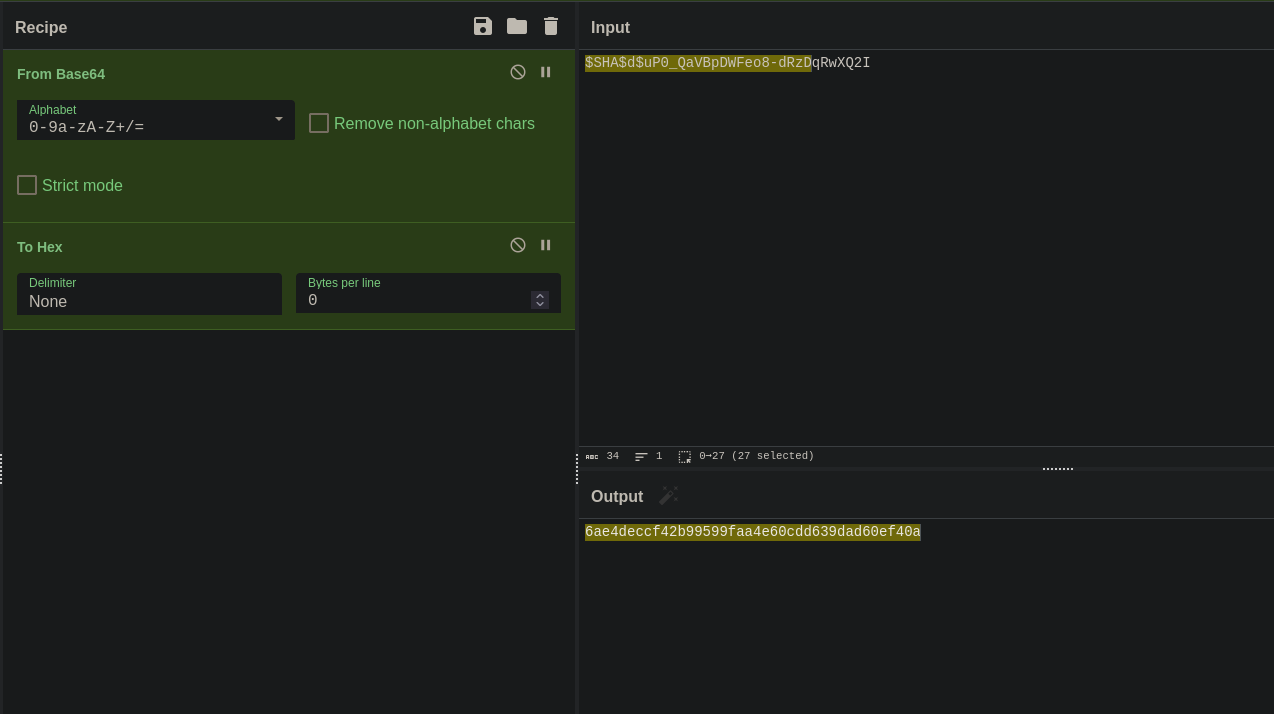 Recipe
From Base64
Alphabet
0-9a-zA-Z+/=
Remove non-alphabet chars
Strict mode
To Hex
Delimiter
None
Bytes per line
0
Input
$SHA$d$uP0_QaVBpDWFeo8-dRzDqRwXQ2I
ABC 34 1 0→27 (27 selected)
Output
6ae4deccf42b99599faa4e60cdd639dad60ef40a